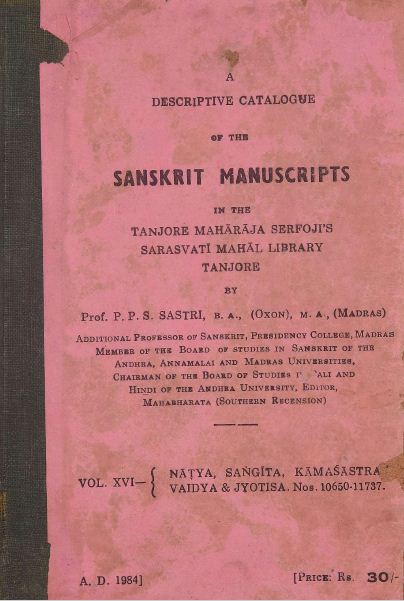 A
DESCRIPTIVE CATALOGUE
OF THE
SANSKRIT MANUSCRIPTS
IN THE
TANJORE MAHĀRĀJA SERFOJI'S
SARASVATĪ MAHĀL LIBRARY
TANJORE
BY
Prof. P. P. S. SASTRI, B. A., (OXON), M. A., (MADRAS)
ADDITIONAL PROFESSOR OF SANSKRIT, PRESIDENCY COLLEGE, MADRAS
MEMBER OF THE BOARD OF STUDIES IN SANSKRIT OF THE
ANDHRA, ANNAMALAI AND MADRAS UNIVERSITIES,
CHAIRMAN OF THE BOARD OF STUDIES AND
HINDI OF THE ANDHRA UNIVERSITY, EDITOR,
MAHABHARATA (SOUTHERN RECENSION)
VOL. XVI— { NĀṬYA, SAṄGĪTA, KĀMAŚĀSTRA
VAIDYA & JYOTISA. Nos. 10650-11737.
A. D. 1984] [PRICE: Rs. 30/-